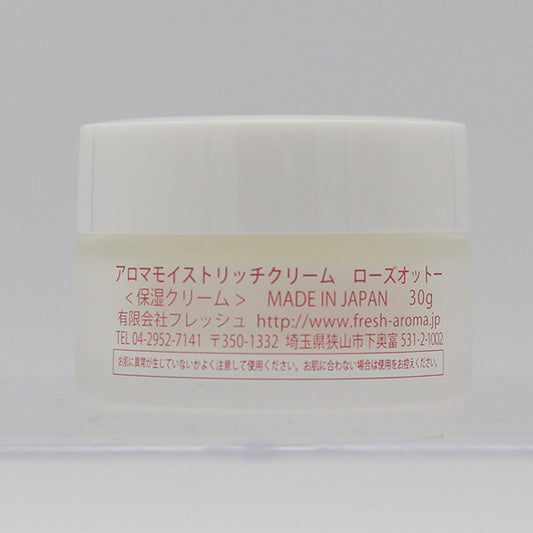 アロマモイストリッチクリーム　ローズオットー
＜保湿クリーム＞　MADE IN JAPAN　30g
有限会社フレッシュ http://www.fresh-aroma.jp
TEL 04-2952-7141 〒350-1332 埼玉県狭山市下奥富 531-2-1002
お肌に異常が生していないかよく注意して使用ください。お肌に合わない場合は使用をお控えください。